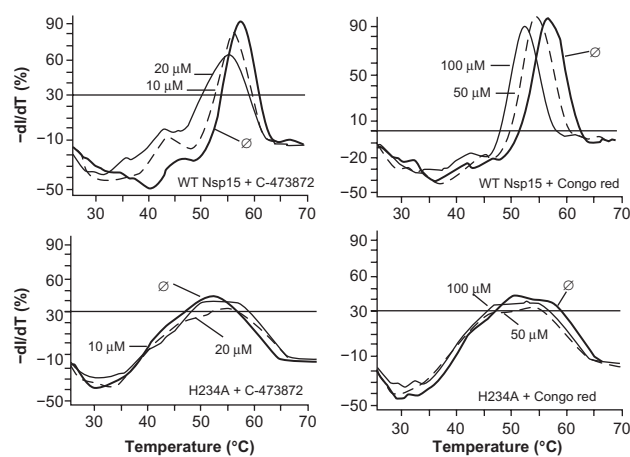 −dI/dT (%)
90
60
30
−10
−50
20 μM
10 μM
Ø
WT Nsp15 + C-473872
30 40 50 60 70
90
70
50
30
10
−20
−50
100 μM
50 μM
Ø
WT Nsp15 + Congo red
30 40 50 60 70
−dI/dT (%)
90
60
30
−10
−50
Ø
10 μM
20 μM
H234A + C-473872
30 40 50 60 70
Temperature (°C)
90
60
30
−10
−50
100 μM
Ø
50 μM
H234A + Congo red
30 40 50 60 70
Temperature (°C)